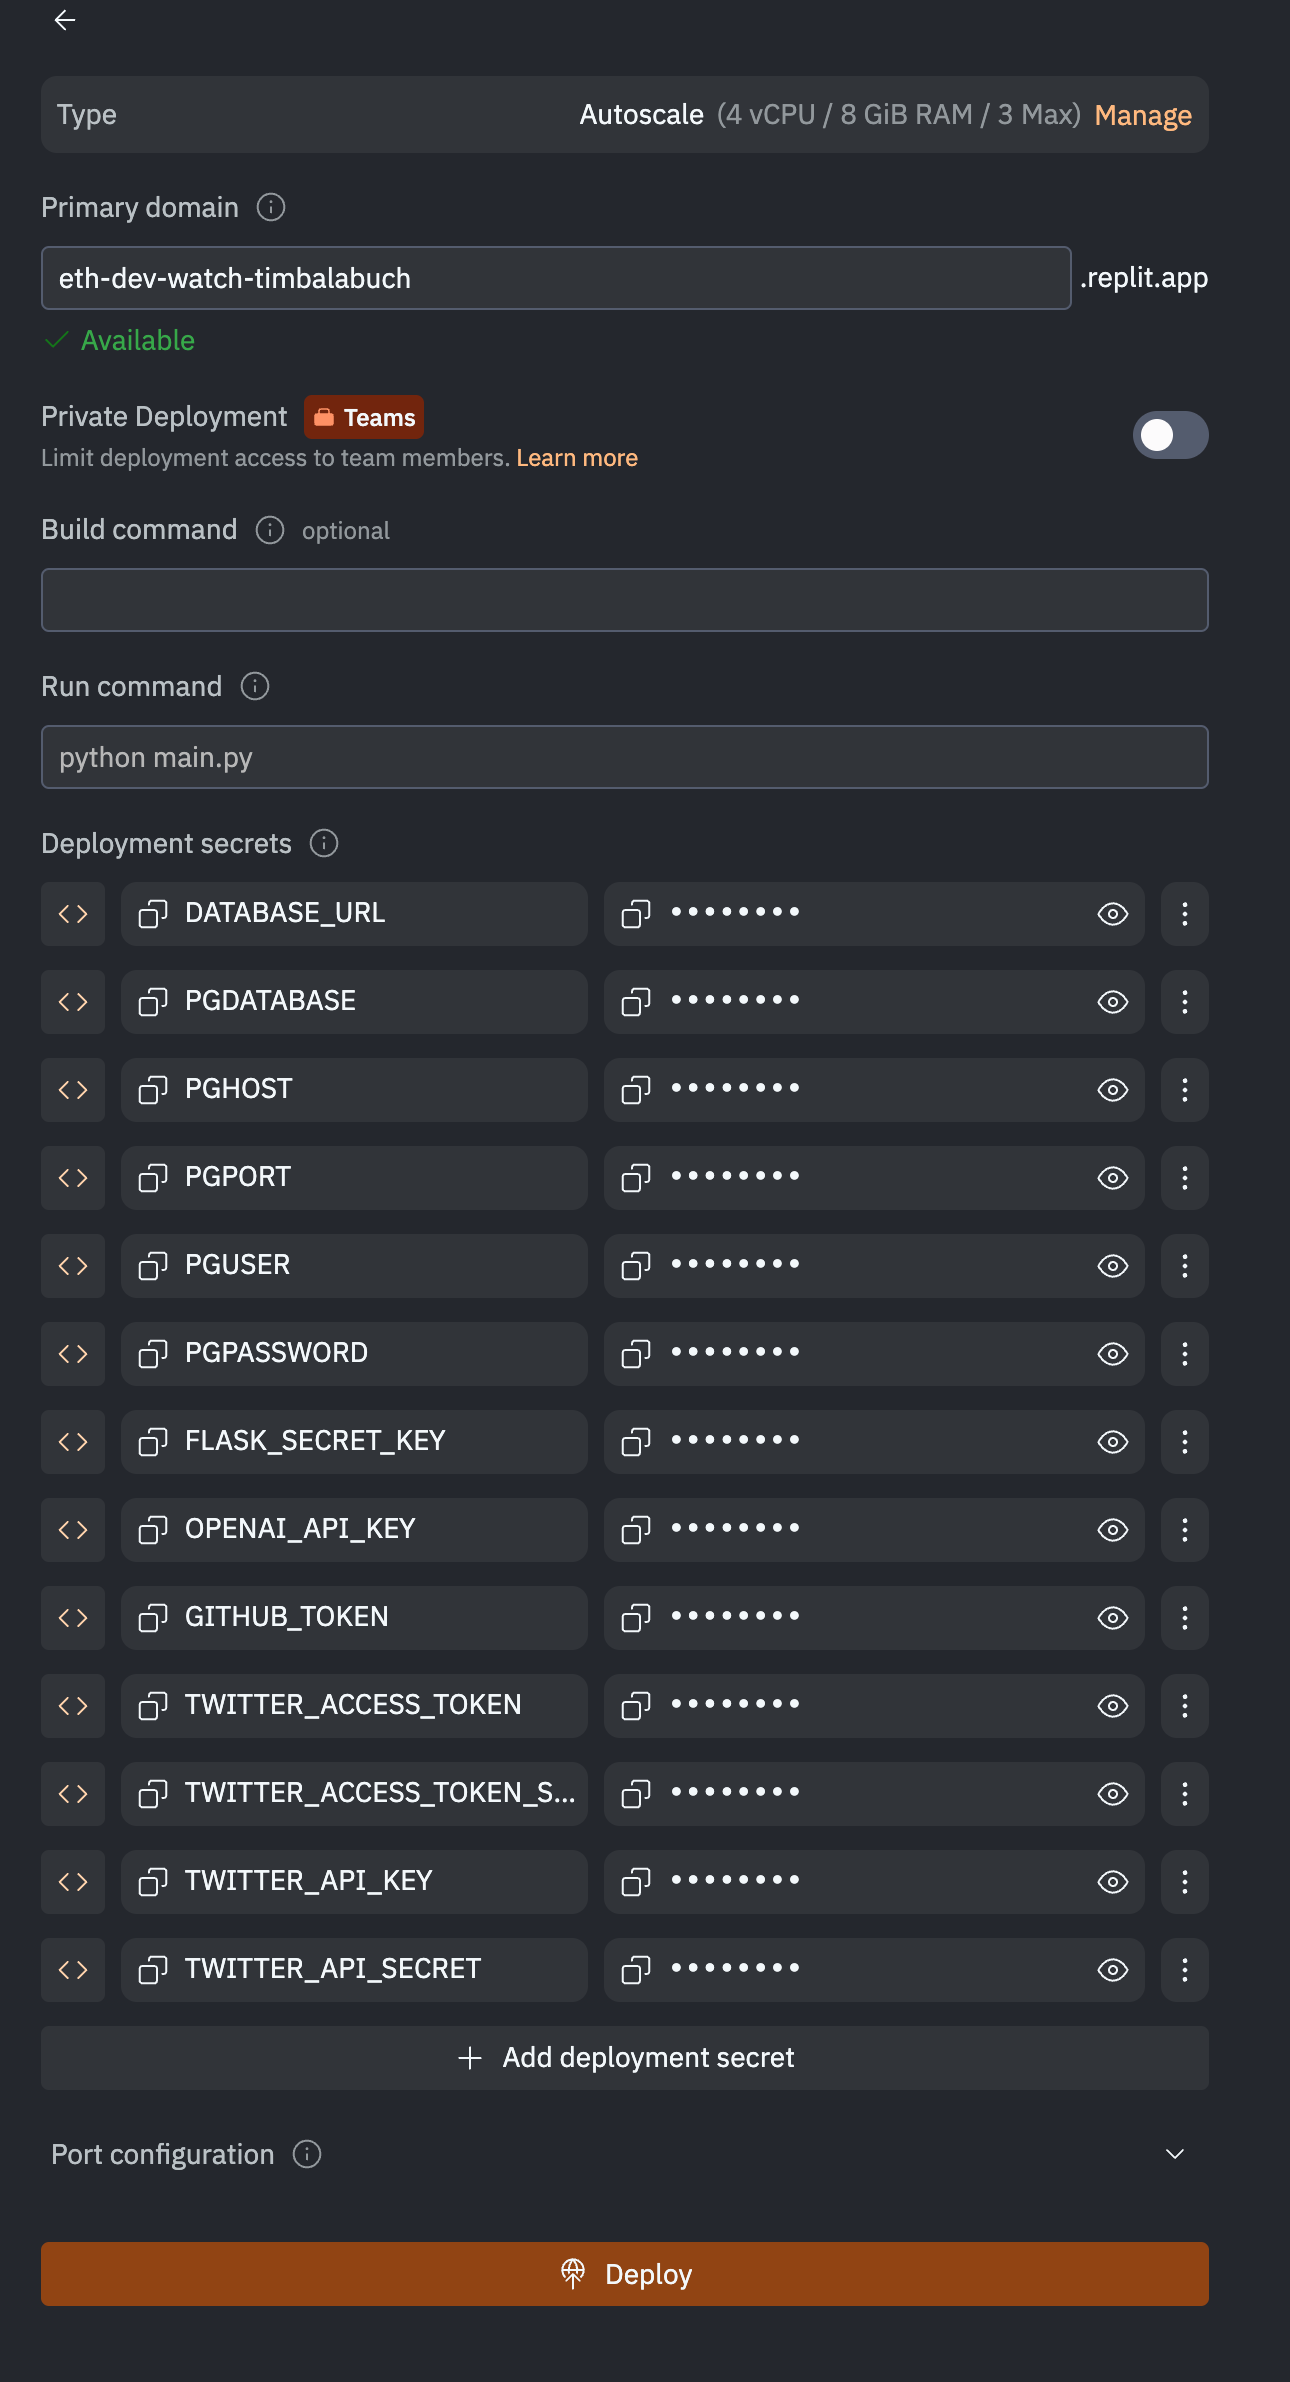 Type Autoscale (4 vCPU / 8 GiB RAM / 3 Max) Manage
Primary domain
eth-dev-watch-timbalabuch .replit.app
Available
Private Deployment Teams
Limit deployment access to team members. Learn more
Build command optional
Run command
python main.py
Deployment secrets
DATABASE_URL ••••••••
PGDATABASE ••••••••
PGHOST ••••••••
PGPORT ••••••••
PGUSER ••••••••
PGPASSWORD ••••••••
FLASK_SECRET_KEY ••••••••
OPENAI_API_KEY ••••••••
GITHUB_TOKEN ••••••••
TWITTER_ACCESS_TOKEN ••••••••
TWITTER_ACCESS_TOKEN_S... ••••••••
TWITTER_API_KEY ••••••••
TWITTER_API_SECRET ••••••••
Add deployment secret
Port configuration
Deploy